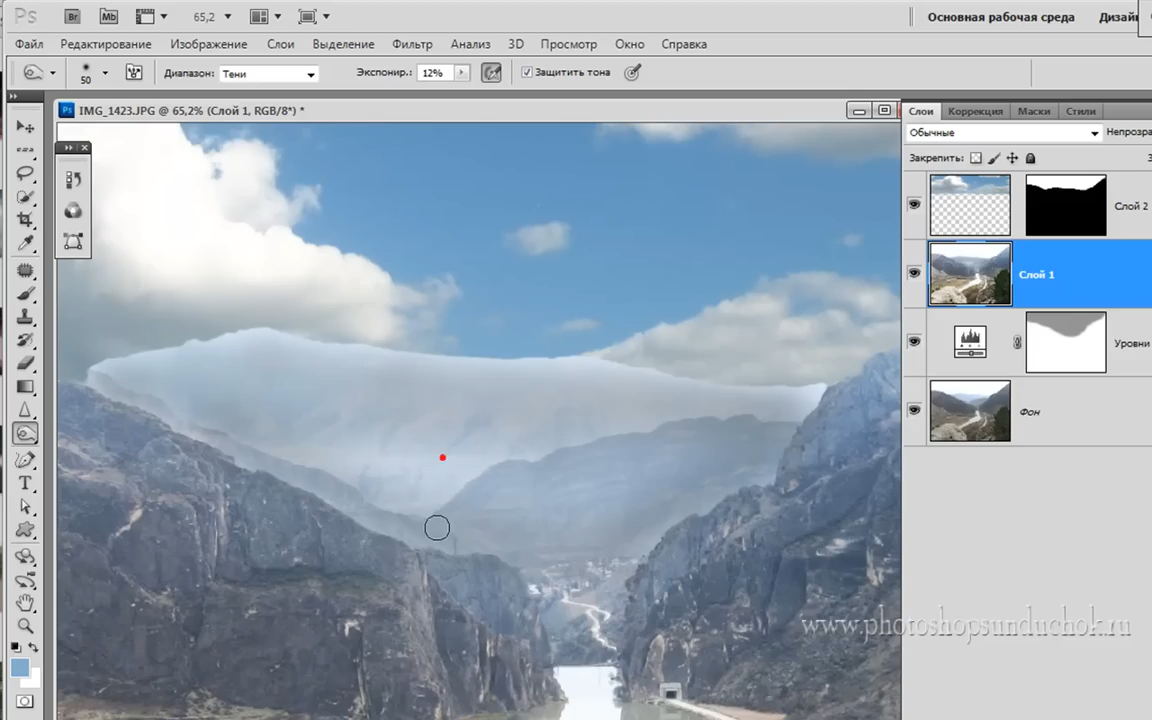 Ps Br Mb 65,2 Основная рабочая среда Дизайн
Файл Редактирование Изображение Слои Выделение Фильтр Анализ 3D Просмотр Окно Справка
50 Диапазон: Тени Экспонир.: 12% Защитить тона
Ps IMG_1423.JPG @ 65,2% (Слой 1, RGB/8*) *
Слои Коррекция Маски Стили
Обычные Непрозра
Закрепить: З
Слой 2
Слой 1
Уровни
Фон
T
www.photoshopsunduchok.ru